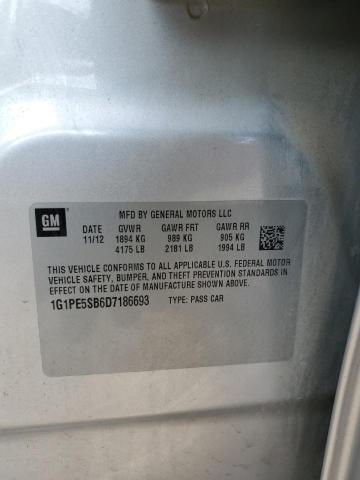 GM
MFD BY GENERAL MOTORS LLC
DATE GVWR GAWR FRT GAWR RR
11/12 1894 KG 989 KG 905 KG
4175 LB 2181 LB 1994 LB
THIS VEHICLE CONFORMS TO ALL APPLICABLE U.S. FEDERAL MOTOR
VEHICLE SAFETY, BUMPER, AND THEFT PREVENTION STANDARDS IN
EFFECT ON THE DATE OF MANUFACTURE SHOWN ABOVE.
1G1PE5SB6D7186693 TYPE: PASS CAR